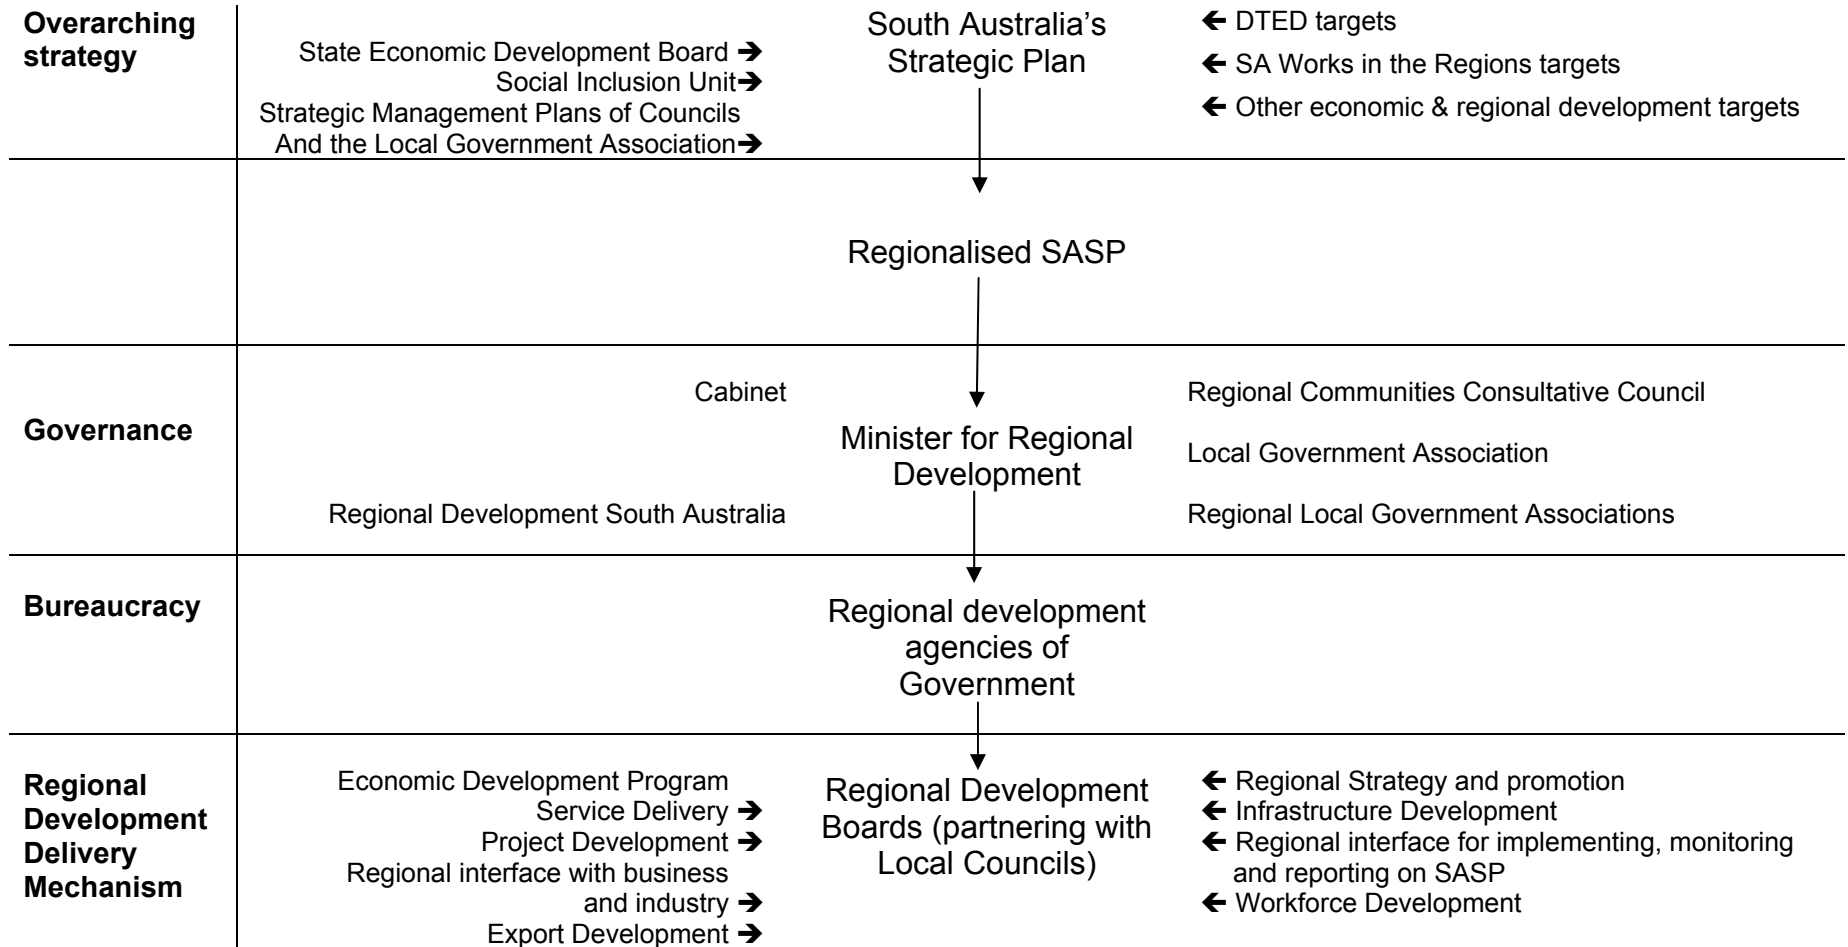 Overarching
strategy
State Economic Development Board ➔
Social Inclusion Unit➔
Strategic Management Plans of Councils
And the Local Government Association➔
South Australia’s
Strategic Plan
🡸 DTED targets
🡸 SA Works in the Regions targets
🡸 Other economic & regional development targets
Regionalised SASP
Governance
Cabinet
Regional Development South Australia
Minister for Regional
Development
Regional Communities Consultative Council
Local Government Association
Regional Local Government Associations
Bureaucracy
Regional development
agencies of
Government
Regional
Development
Delivery
Mechanism
Economic Development Program
Service Delivery ➔
Project Development ➔
Regional interface with business
and industry ➔
Export Development ➔
Regional Development
Boards (partnering with
Local Councils)
🡸 Regional Strategy and promotion
🡸 Infrastructure Development
🡸 Regional interface for implementing, monitoring
and reporting on SASP
🡸 Workforce Development